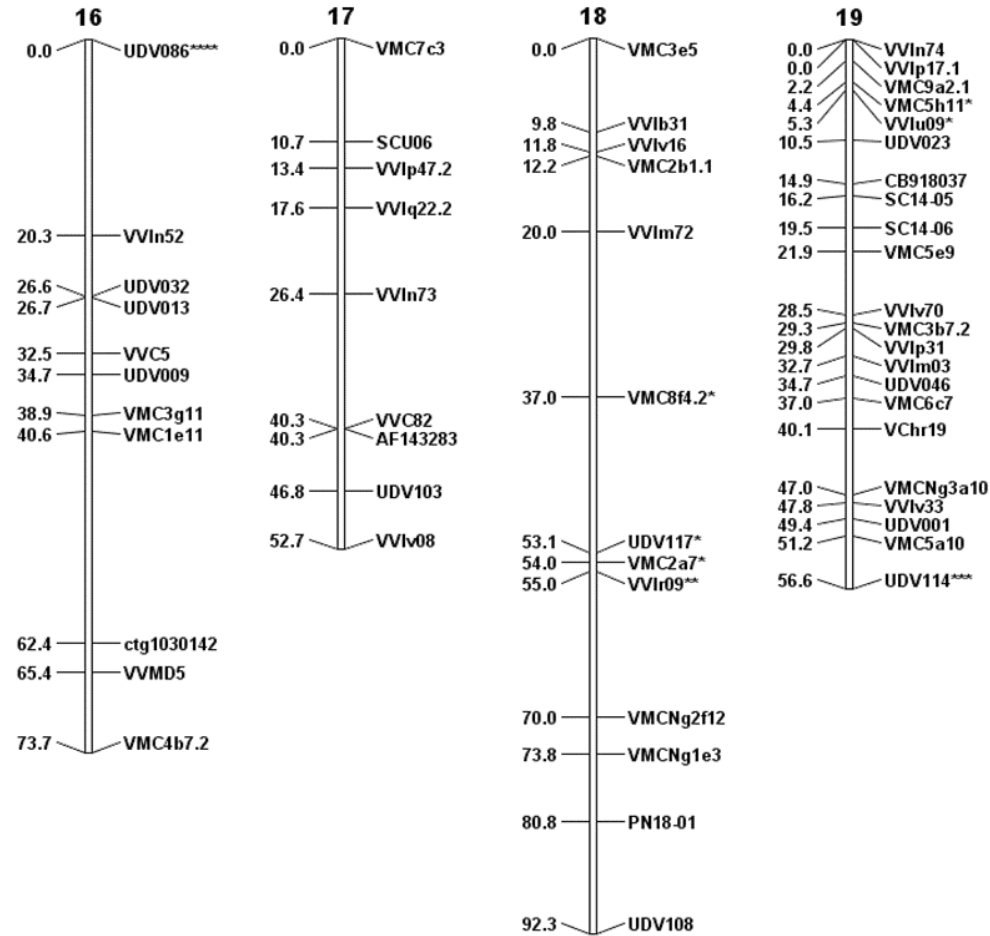 16
0.0 UDV086****
20.3 VVIn52
26.6 UDV032
26.7 UDV013
32.5 VVC5
34.7 UDV009
38.9 VMC3g11
40.6 VMC1e11
62.4 ctg1030142
65.4 VVMD5
73.7 VMC4b7.2
17
0.0 VMC7c3
10.7 SCU06
13.4 VVIp47.2
17.6 VVIq22.2
26.4 VVIn73
40.3 VVC82
40.3 AF143283
46.8 UDV103
52.7 VVIv08
18
0.0 VMC3e5
9.8 VVIb31
11.8 VVIv16
12.2 VMC2b1.1
20.0 VVIm72
37.0 VMC8f4.2*
53.1 UDV117*
54.0 VMC2a7*
55.0 VVIr09**
70.0 VMCNg2f12
73.8 VMCNg1e3
80.8 PN18-01
92.3 UDV108
19
0.0 VVIn74
0.0 VVIp17.1
2.2 VMC9a2.1
4.4 VMC5h11*
5.3 VVIu09*
10.5 UDV023
14.9 CB918037
16.2 SC14-05
19.5 SC14-06
21.9 VMC5e9
28.5 VVIv70
29.3 VMC3b7.2
29.8 VVIp31
32.7 VVIm03
34.7 UDV046
37.0 VMC6c7
40.1 VChr19
47.0 VMCNg3a10
47.8 VVIv33
49.4 UDV001
51.2 VMC5a10
56.6 UDV114***